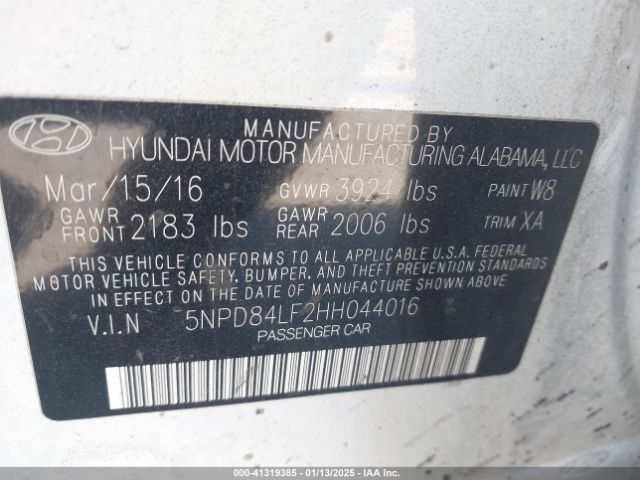 MANUFACTURED BY
HYUNDAI MOTOR MANUFACTURING ALABAMA, LLC
Mar/15/16 GVWR 3924 lbs PAINT W8
GAWR FRONT 2183 lbs GAWR REAR 2006 lbs TRIM XA
THIS VEHICLE CONFORMS TO ALL APPLICABLE U.S.A. FEDERAL
MOTOR VEHICLE SAFETY, BUMPER, AND THEFT PREVENTION STANDARDS
IN EFFECT ON THE DATE OF MANUFACTURE SHOWN ABOVE.
V.I.N 5NPD84LF2HH044016
PASSENGER CAR
000-41319385 - 01/13/2025 - IAA Inc.